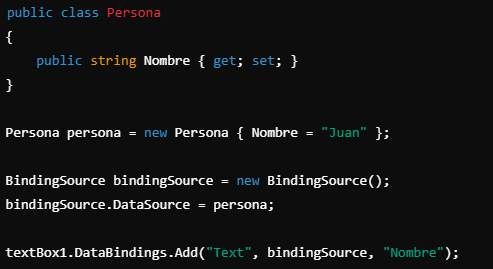 public class Persona
{
    public string Nombre { get; set; }
}
Persona persona = new Persona { Nombre = "Juan" };
BindingSource bindingSource = new BindingSource();
bindingSource.DataSource = persona;
textBox1.DataBindings.Add("Text", bindingSource, "Nombre");